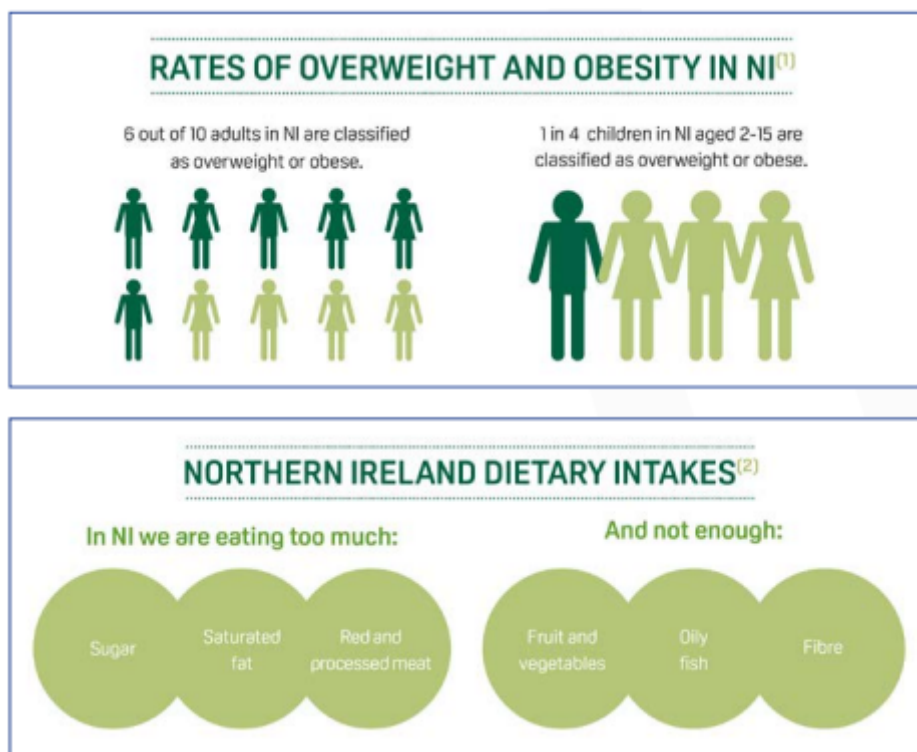 RATES OF OVERWEIGHT AND OBESITY IN NI(1)
6 out of 10 adults in NI are classified
as overweight or obese.
1 in 4 children in NI aged 2-15 are
classified as overweight or obese.
NORTHERN IRELAND DIETARY INTAKES(2)
In NI we are eating too much:
Sugar
Saturated
fat
Red and
processed meat
And not enough:
Fruit and
vegetables
Oily
fish
Fibre